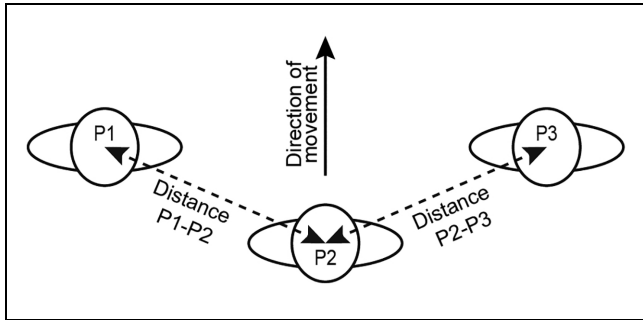 Direction of
movement
P1
P3
Distance
P1-P2
Distance
P2-P3
P2